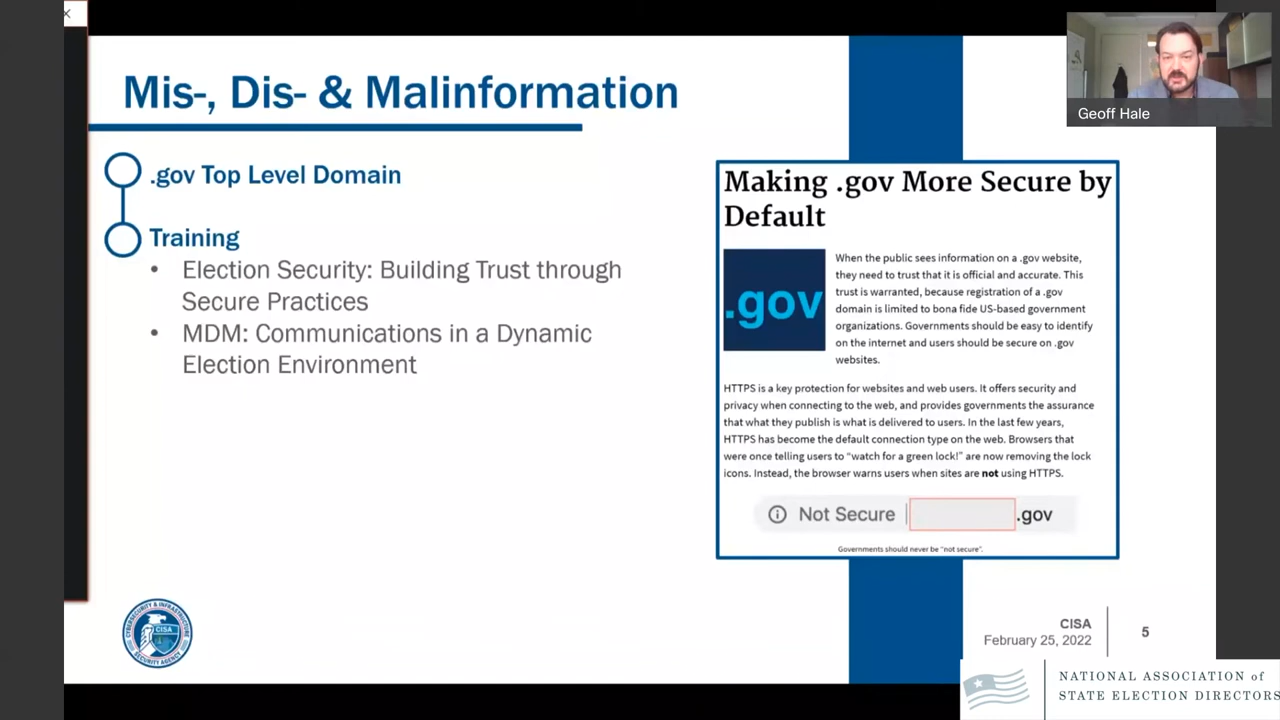 Mis-, Dis- & Malinformation
.gov Top Level Domain
Training
• Election Security: Building Trust through
Secure Practices
• MDM: Communications in a Dynamic
Election Environment
Making .gov More Secure by
Default
.gov
When the public sees information on a .gov website,
they need to trust that it is official and accurate. This
trust is warranted, because registration of a .gov
domain is limited to bona fide US-based government
organizations. Governments should be easy to identify
on the internet and users should be secure on .gov
websites.
HTTPS is a key protection for websites and web users. It offers security and
privacy when connecting to the web, and provides governments the assurance
that what they publish is what is delivered to users. In the last few years,
HTTPS has become the default connection type on the web. Browsers that
were once telling users to “watch for a green lock!” are now removing the lock
icons. Instead, the browser warns users when sites are not using HTTPS.
Not Secure .gov
Governments should never be “not secure”.
Geoff Hale
CYBERSECURITY & INFRASTRUCTURE
CISA
SECURITY AGENCY
CISA
February 25, 2022
5
NATIONAL ASSOCIATION of
STATE ELECTION DIRECTORS